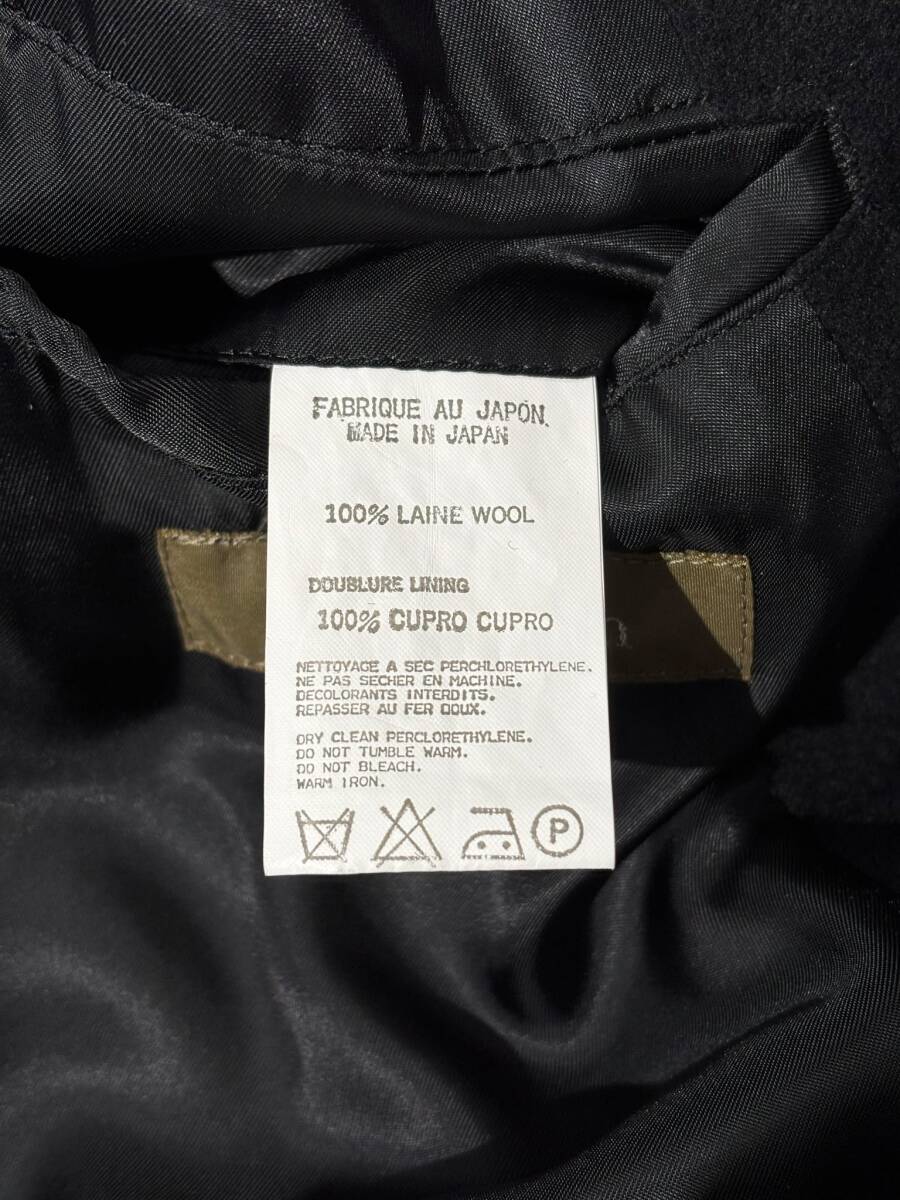 FABRIQUE AU JAPON.
MADE IN JAPAN
100% LAINE WOOL
DOUBLURE LINING
100% CUPRO CUPRO
NETTOYAGE A SEC PERCHLORETHYLENE.
NE PAS SECHER EN MACHINE.
DECOLORANTS INTERDITS.
REPASSER AU FER DOUX.
DRY CLEAN PERCLORETHYLENE.
DO NOT TUMBLE WARM.
DO NOT BLEACH.
WARM IRON.
P